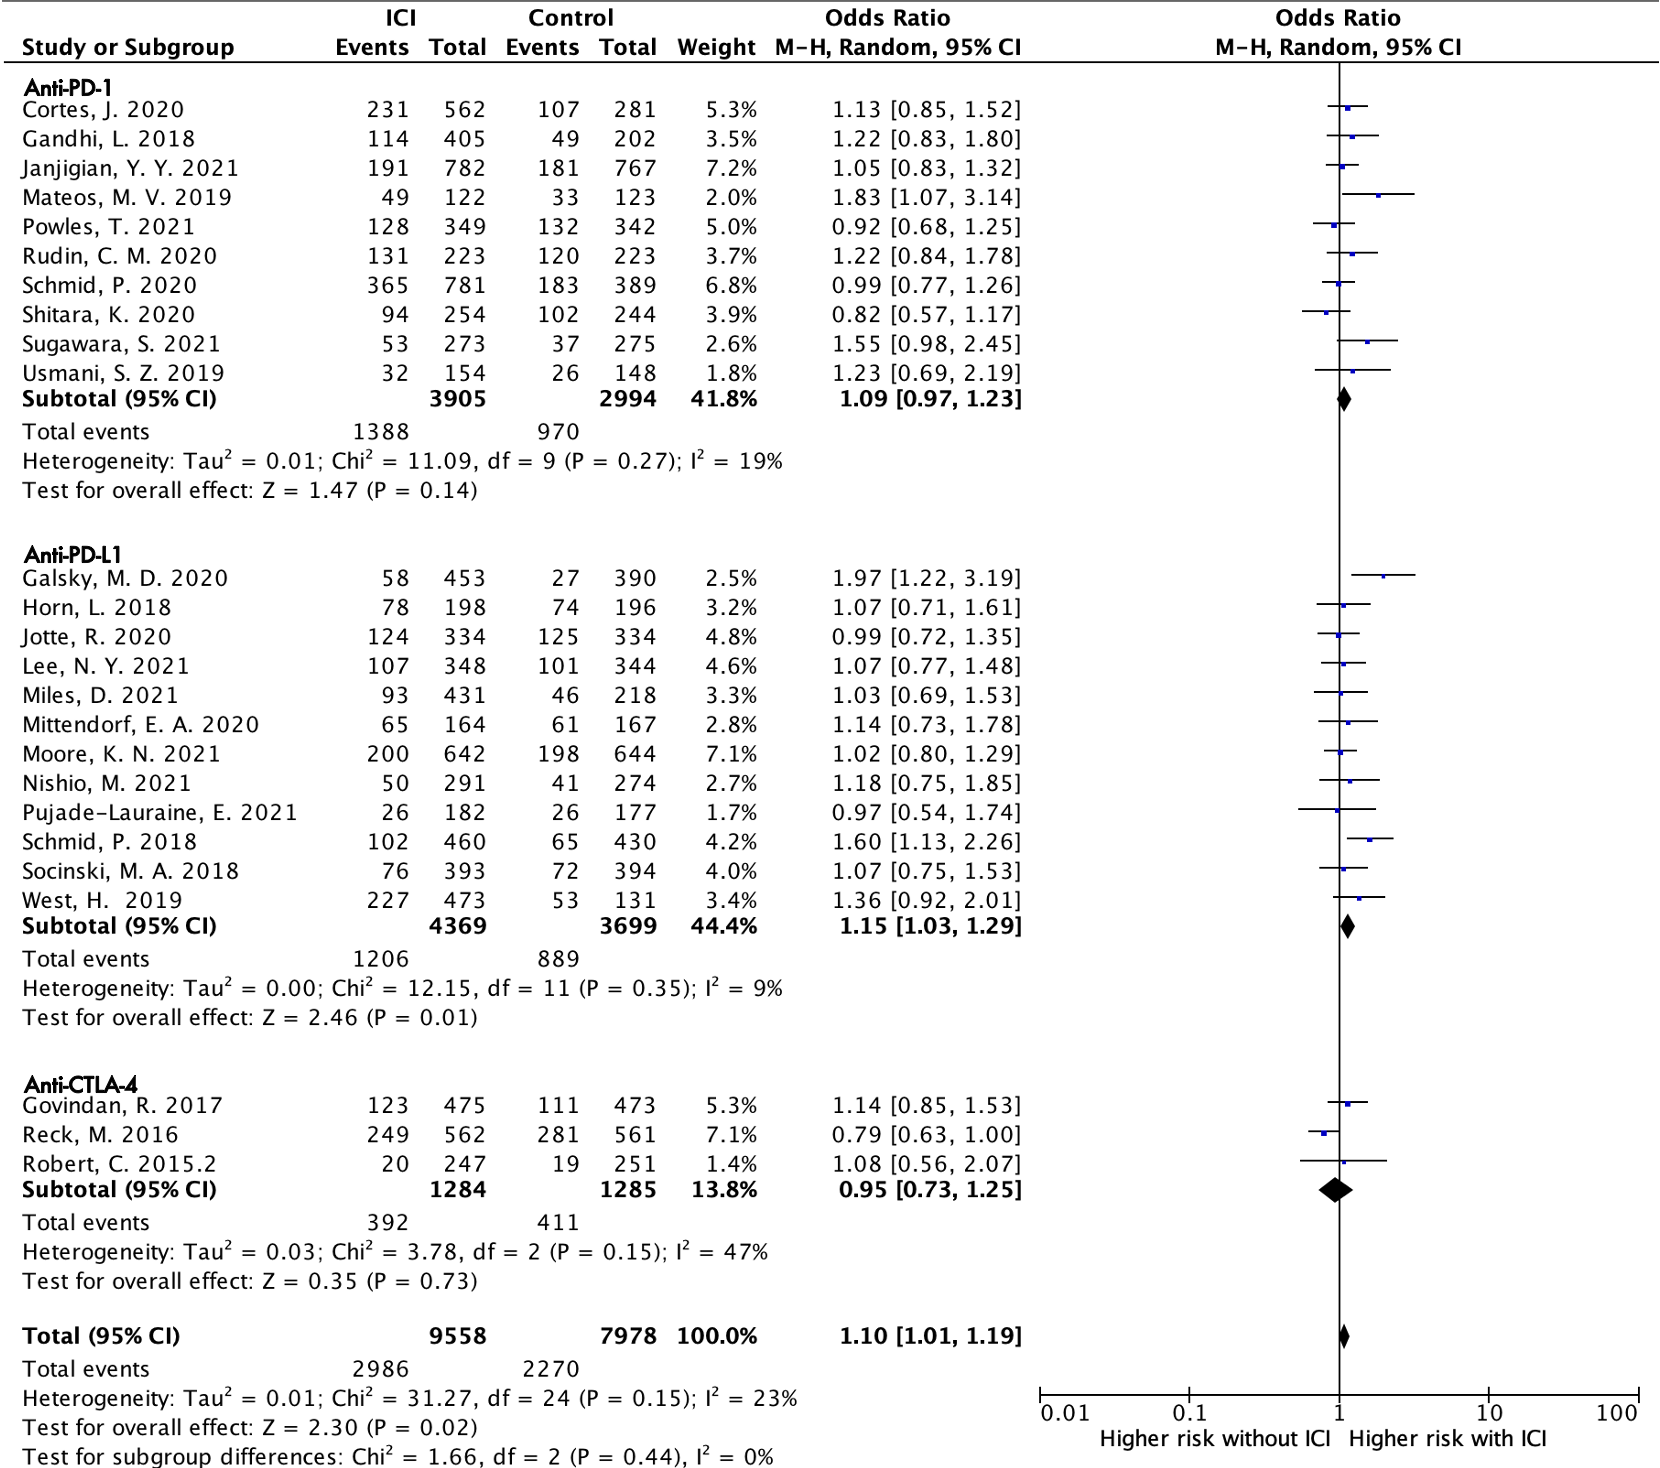 ICI Control Odds Ratio Odds Ratio
Study or Subgroup Events Total Events Total Weight M-H, Random, 95% CI M-H, Random, 95% CI
Anti-PD-1
Cortes, J. 2020 231 562 107 281 5.3% 1.13 [0.85, 1.52]
Gandhi, L. 2018 114 405 49 202 3.5% 1.22 [0.83, 1.80]
Janjigian, Y. Y. 2021 191 782 181 767 7.2% 1.05 [0.83, 1.32]
Mateos, M. V. 2019 49 122 33 123 2.0% 1.83 [1.07, 3.14]
Powles, T. 2021 128 349 132 342 5.0% 0.92 [0.68, 1.25]
Rudin, C. M. 2020 131 223 120 223 3.7% 1.22 [0.84, 1.78]
Schmid, P. 2020 365 781 183 389 6.8% 0.99 [0.77, 1.26]
Shitara, K. 2020 94 254 102 244 3.9% 0.82 [0.57, 1.17]
Sugawara, S. 2021 53 273 37 275 2.6% 1.55 [0.98, 2.45]
Usmani, S. Z. 2019 32 154 26 148 1.8% 1.23 [0.69, 2.19]
Subtotal (95% CI) 3905 2994 41.8% 1.09 [0.97, 1.23]
Total events 1388 970
Heterogeneity: Tau² = 0.01; Chi² = 11.09, df = 9 (P = 0.27); I² = 19%
Test for overall effect: Z = 1.47 (P = 0.14)
Anti-PD-L1
Galsky, M. D. 2020 58 453 27 390 2.5% 1.97 [1.22, 3.19]
Horn, L. 2018 78 198 74 196 3.2% 1.07 [0.71, 1.61]
Jotte, R. 2020 124 334 125 334 4.8% 0.99 [0.72, 1.35]
Lee, N. Y. 2021 107 348 101 344 4.6% 1.07 [0.77, 1.48]
Miles, D. 2021 93 431 46 218 3.3% 1.03 [0.69, 1.53]
Mittendorf, E. A. 2020 65 164 61 167 2.8% 1.14 [0.73, 1.78]
Moore, K. N. 2021 200 642 198 644 7.1% 1.02 [0.80, 1.29]
Nishio, M. 2021 50 291 41 274 2.7% 1.18 [0.75, 1.85]
Pujade-Lauraine, E. 2021 26 182 26 177 1.7% 0.97 [0.54, 1.74]
Schmid, P. 2018 102 460 65 430 4.2% 1.60 [1.13, 2.26]
Socinski, M. A. 2018 76 393 72 394 4.0% 1.07 [0.75, 1.53]
West, H. 2019 227 473 53 131 3.4% 1.36 [0.92, 2.01]
Subtotal (95% CI) 4369 3699 44.4% 1.15 [1.03, 1.29]
Total events 1206 889
Heterogeneity: Tau² = 0.00; Chi² = 12.15, df = 11 (P = 0.35); I² = 9%
Test for overall effect: Z = 2.46 (P = 0.01)
Anti-CTLA-4
Govindan, R. 2017 123 475 111 473 5.3% 1.14 [0.85, 1.53]
Reck, M. 2016 249 562 281 561 7.1% 0.79 [0.63, 1.00]
Robert, C. 2015.2 20 247 19 251 1.4% 1.08 [0.56, 2.07]
Subtotal (95% CI) 1284 1285 13.8% 0.95 [0.73, 1.25]
Total events 392 411
Heterogeneity: Tau² = 0.03; Chi² = 3.78, df = 2 (P = 0.15); I² = 47%
Test for overall effect: Z = 0.35 (P = 0.73)
Total (95% CI) 9558 7978 100.0% 1.10 [1.01, 1.19]
Total events 2986 2270
Heterogeneity: Tau² = 0.01; Chi² = 31.27, df = 24 (P = 0.15); I² = 23%
Test for overall effect: Z = 2.30 (P = 0.02)
Test for subgroup differences: Chi² = 1.66, df = 2 (P = 0.44), I² = 0%
0.01 0.1 1 10 100
Higher risk without ICI Higher risk with ICI